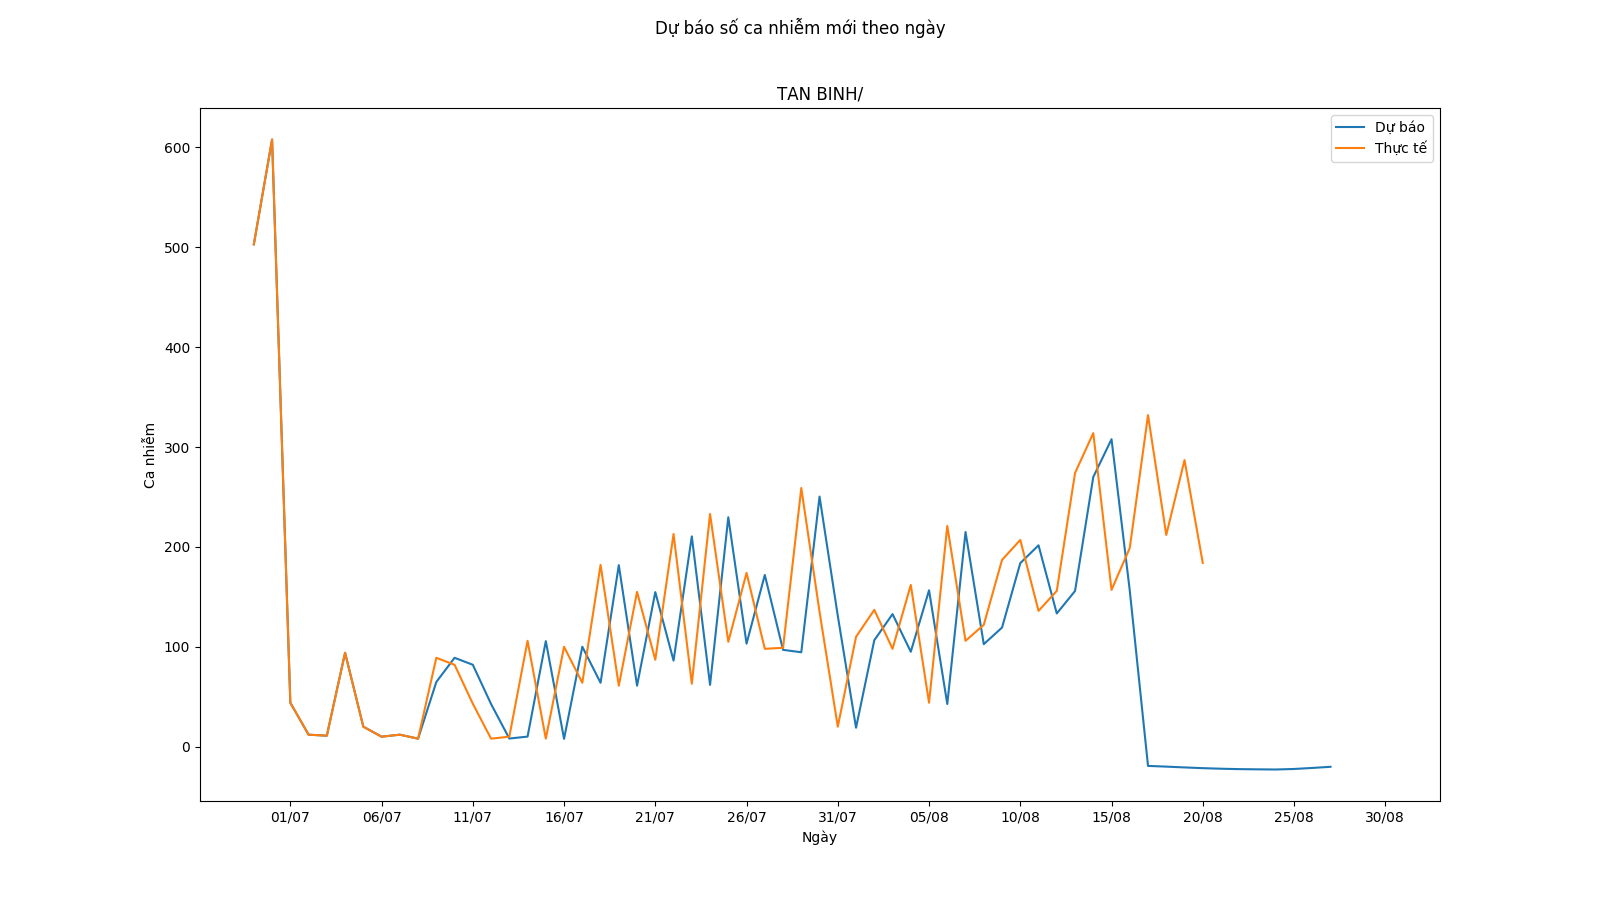 Dự báo số ca nhiễm mới theo ngày
TAN BINH/
Dự báo
Thực tế
600
500
400
300
200
100
0
Ca nhiễm
01/07 06/07 11/07 16/07 21/07 26/07 31/07 05/08 10/08 15/08 20/08 25/08 30/08
Ngày